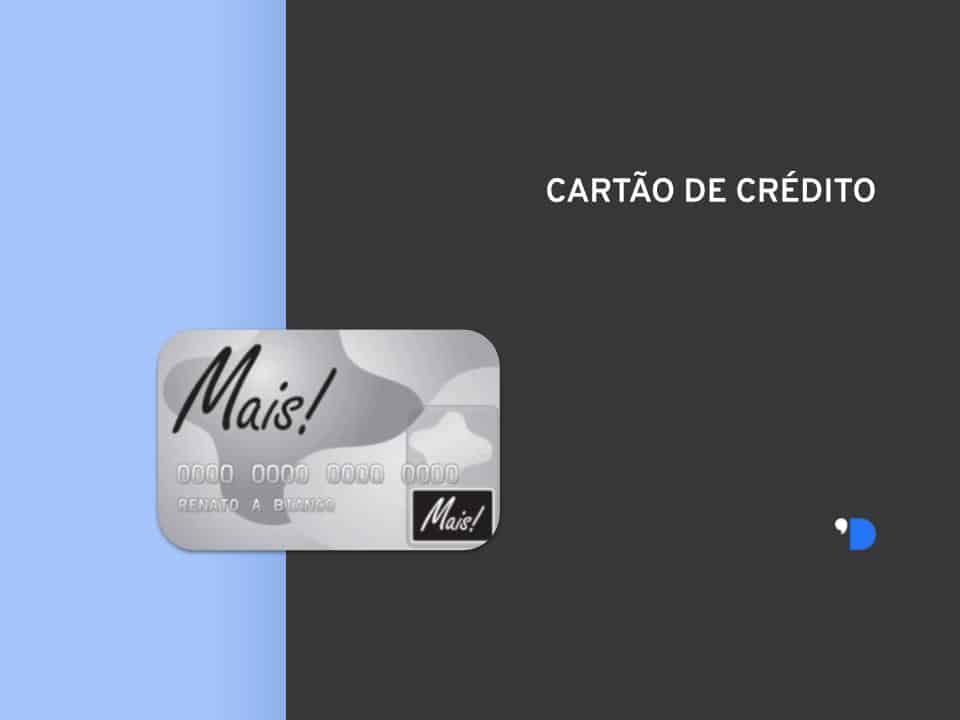 CARTÃO DE CRÉDITO
Mais!
0000 0000 0000 0000
RENATO A BIANCO
Mais!